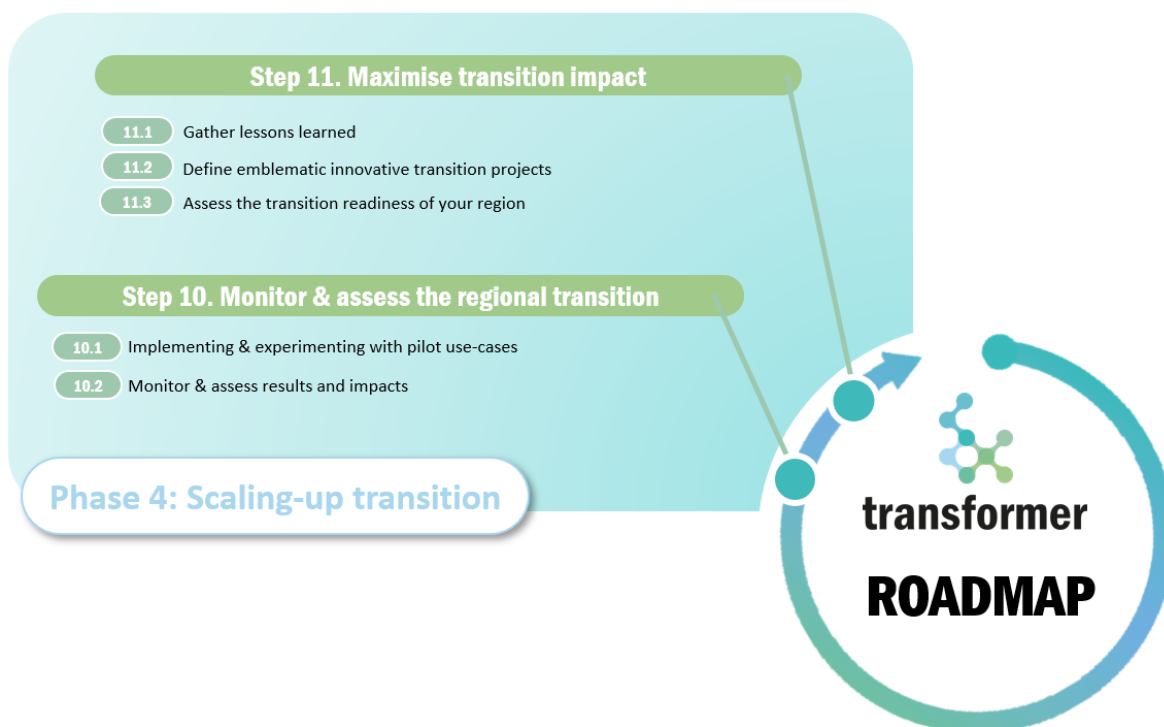 Step 11. Maximise transition impact
11.1 Gather lessons learned
11.2 Define emblematic innovative transition projects
11.3 Assess the transition readiness of your region
Step 10. Monitor & assess the regional transition
10.1 Implementing & experimenting with pilot use-cases
10.2 Monitor & assess results and impacts
Phase 4: Scaling-up transition
transformer
ROADMAP